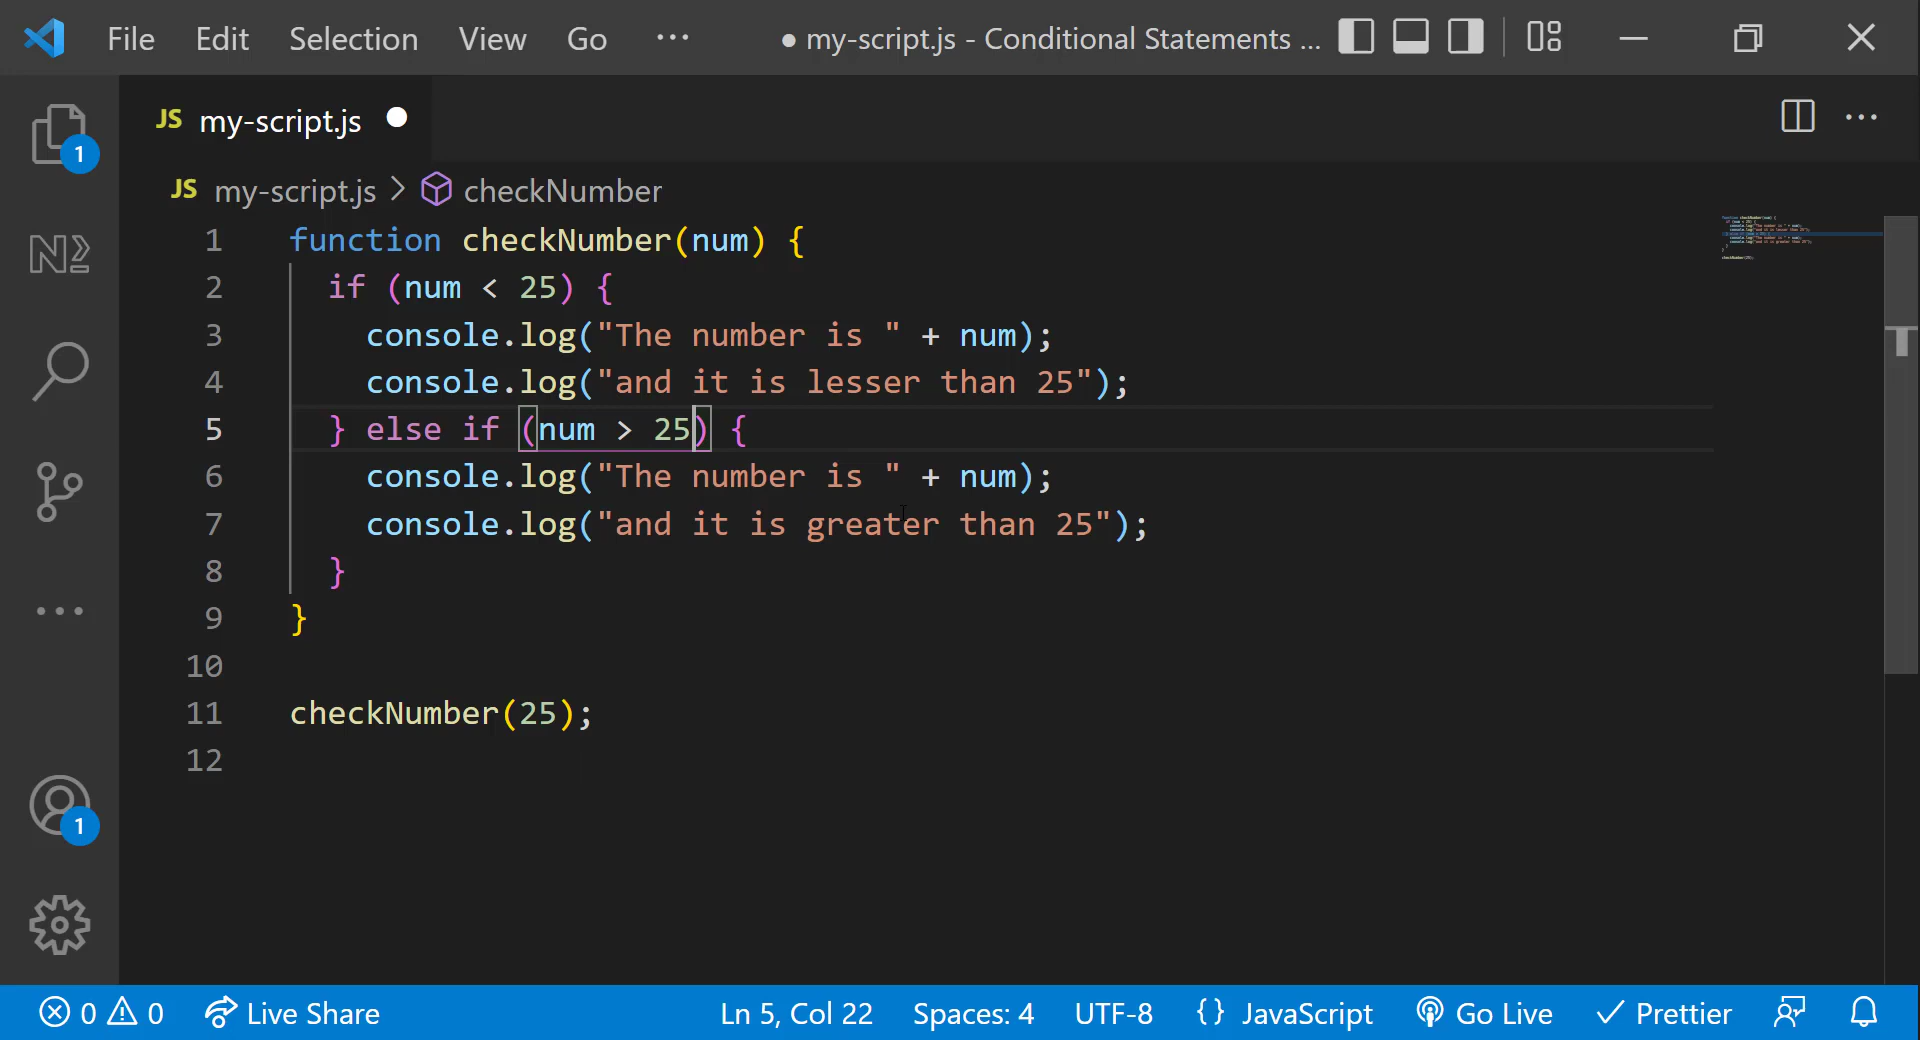 File Edit Selection View Go ··· ● my-script.js - Conditional Statements ...
JS my-script.js ●
JS my-script.js > checkNumber
1 function checkNumber(num) {
2 if (num < 25) {
3 console.log("The number is " + num);
4 console.log("and it is lesser than 25");
5 } else if (num > 25) {
6 console.log("The number is " + num);
7 console.log("and it is greater than 25");
8 }
9 }
10
11 checkNumber(25);
12
1
1
0 0 Live Share Ln 5, Col 22 Spaces: 4 UTF-8 {} JavaScript Go Live ✓ Prettier